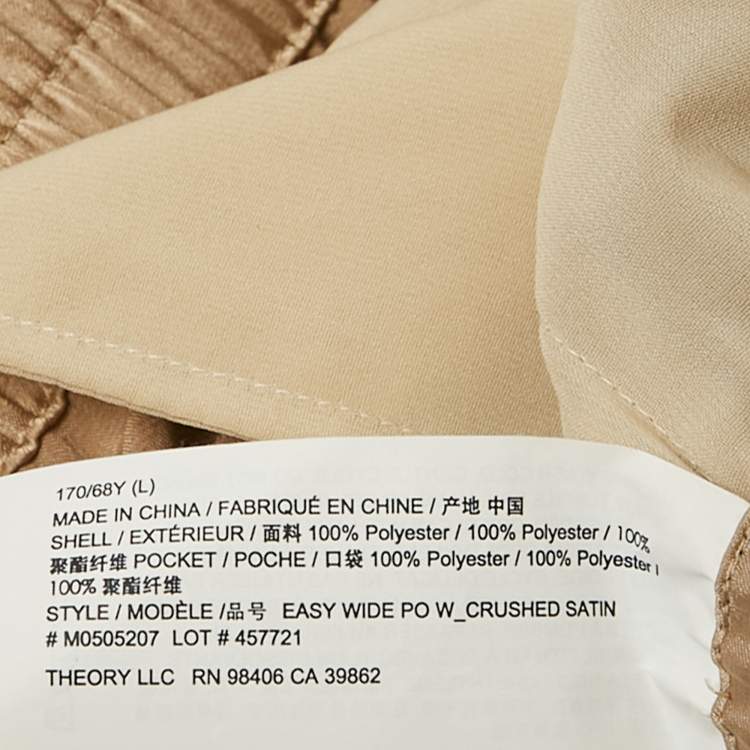 170/68Y (L)
MADE IN CHINA / FABRIQUÉ EN CHINE / 产地 中国
SHELL / EXTÉRIEUR / 面料 100% Polyester / 100% Polyester / 100%
聚酯纤维 POCKET / POCHE / 口袋 100% Polyester / 100% Polyester /
100% 聚酯纤维
STYLE / MODÈLE /品号 EASY WIDE PO W_CRUSHED SATIN
# M0505207 LOT # 457721
THEORY LLC RN 98406 CA 39862